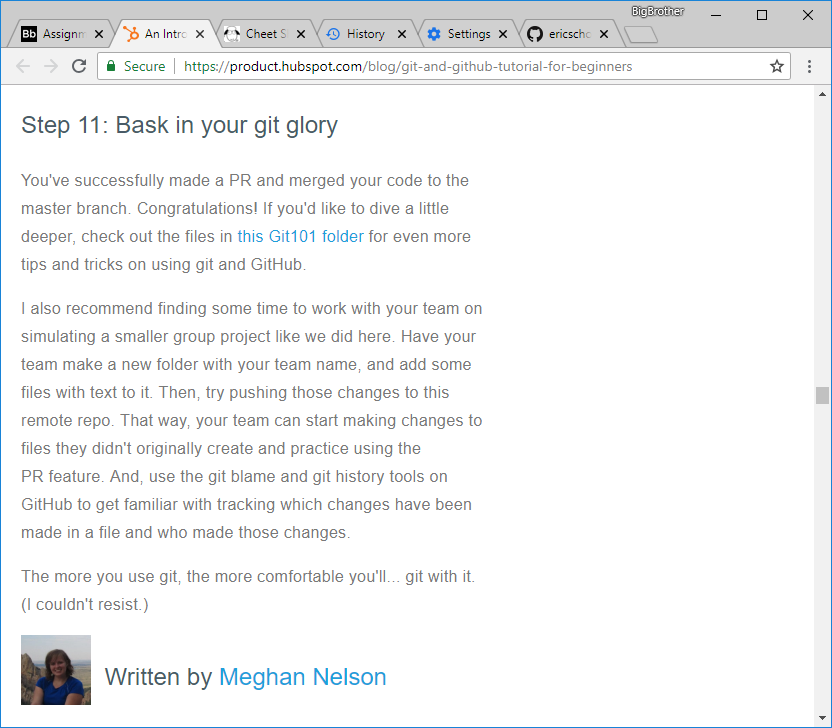 BigBrother
Bb Assignm
An Intro
Cheet S
History
Settings
ericsch
Secure
https://product.hubspot.com/blog/git-and-github-tutorial-for-beginners
Step 11: Bask in your git glory
You've successfully made a PR and merged your code to the
master branch. Congratulations! If you'd like to dive a little
deeper, check out the files in this Git101 folder for even more
tips and tricks on using git and GitHub.
I also recommend finding some time to work with your team on
simulating a smaller group project like we did here. Have your
team make a new folder with your team name, and add some
files with text to it. Then, try pushing those changes to this
remote repo. That way, your team can start making changes to
files they didn't originally create and practice using the
PR feature. And, use the git blame and git history tools on
GitHub to get familiar with tracking which changes have been
made in a file and who made those changes.
The more you use git, the more comfortable you'll... git with it.
(I couldn't resist.)
Written by Meghan Nelson